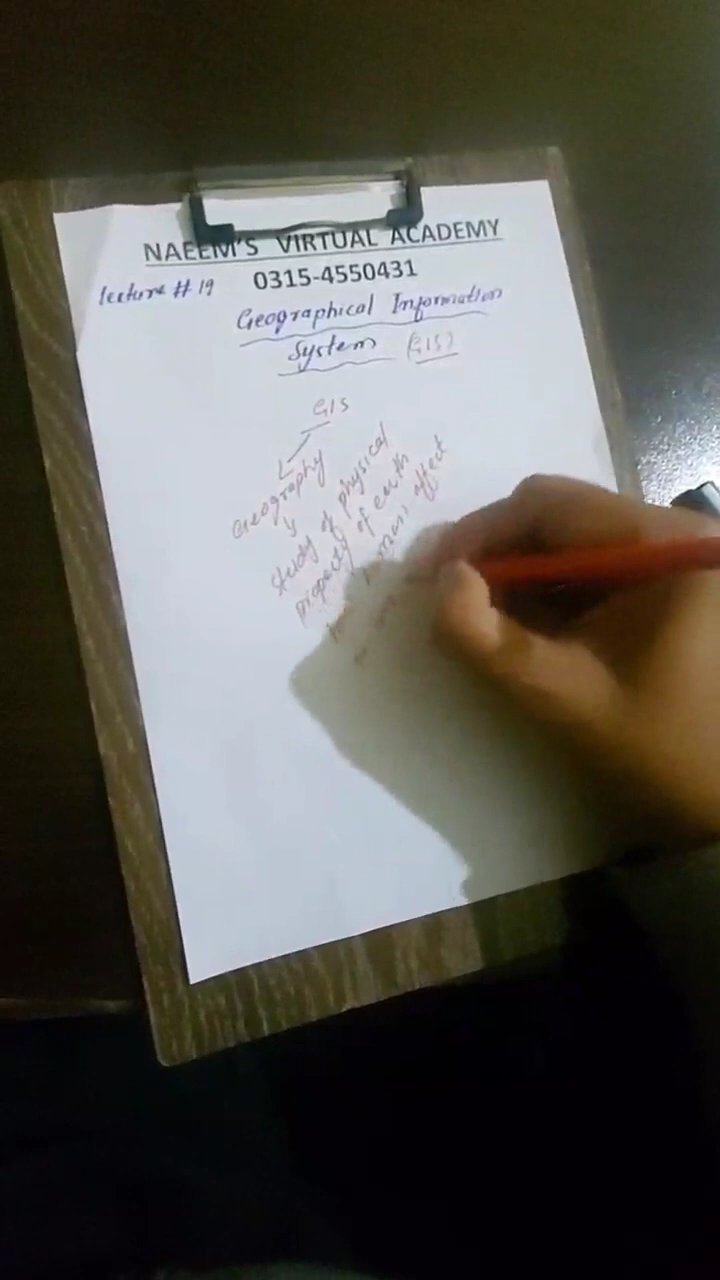 NAEEM'S VIRTUAL ACADEMY
0315-4550431
lecture # 19
Geographical Information
System (GIS)
GIS
Geography
study of physical
property of earth
humans affect